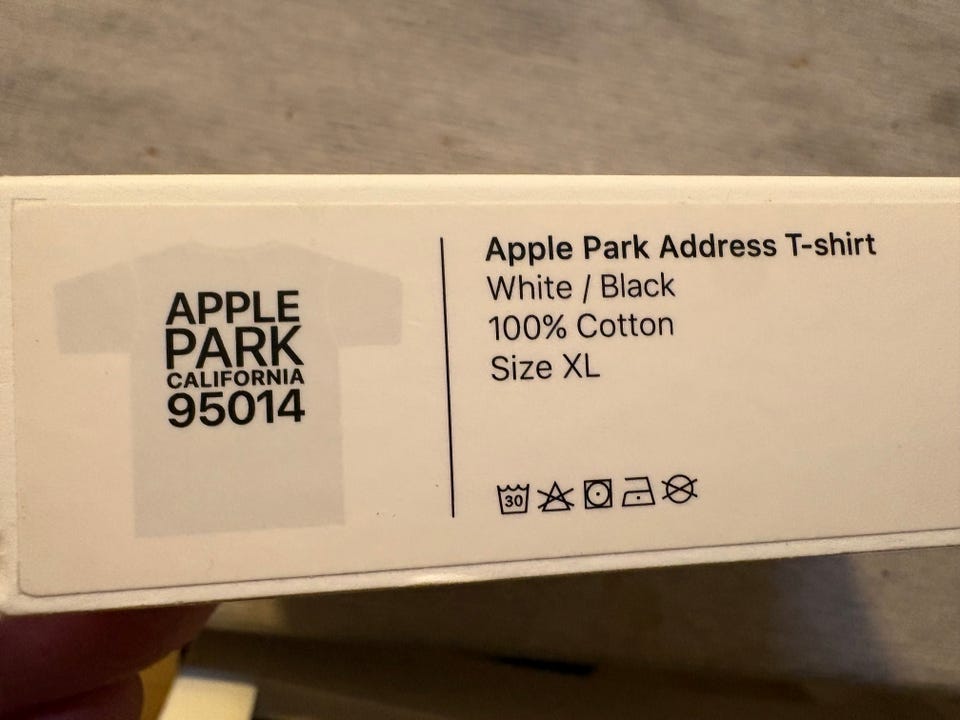 APPLE
PARK
CALIFORNIA
95014
Apple Park Address T-shirt
White / Black
100% Cotton
Size XL
30